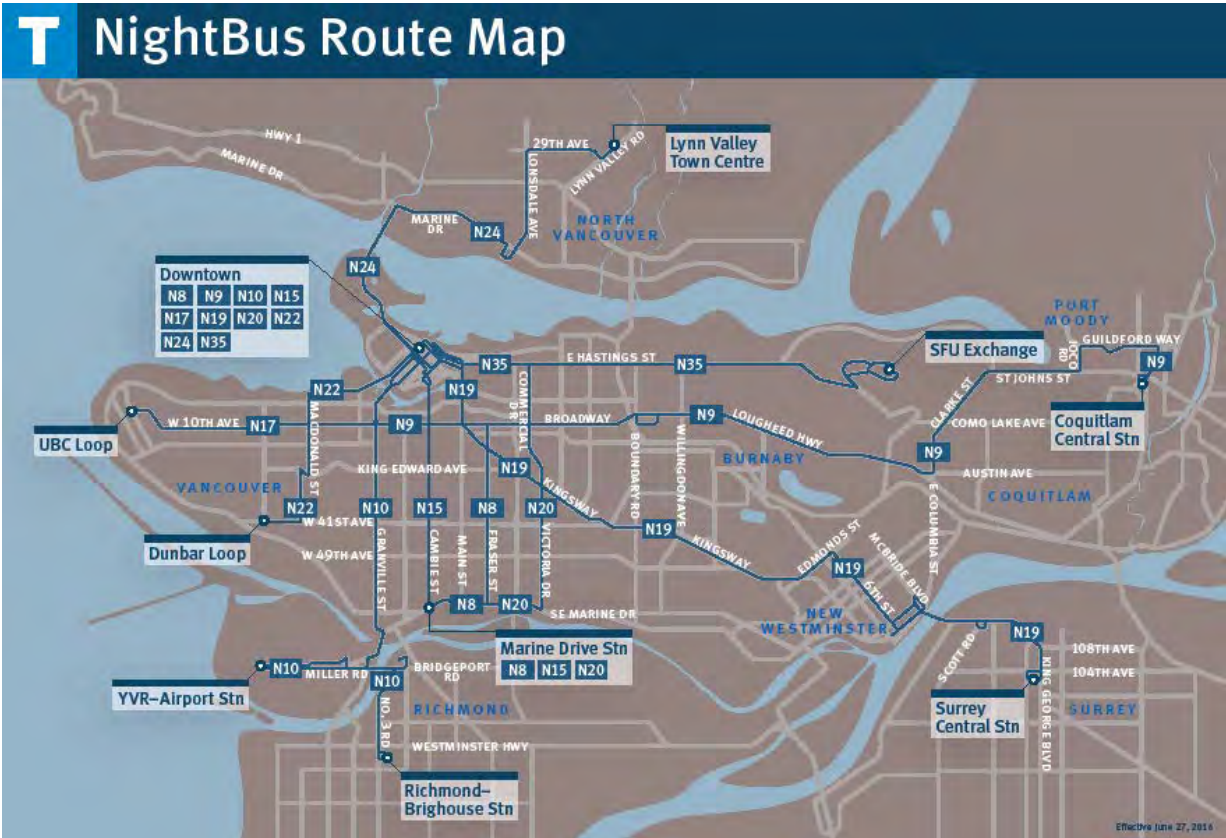 T NightBus Route Map
HWY 1
MARINE DR
29TH AVE
LYNN VALLEY RD
Lynn Valley
Town Centre
LONSDALE AVE
MARINE
DR
N24
NORTH
VANCOUVER
N24
Downtown
N8 N9 N10 N15
N17 N19 N20 N22
N24 N35
PORT
MOODY
IOCO
RD
GUILDFORD WAY
N9
SFU Exchange
N35
E HASTINGS ST
N35
ST JOHNS ST
N22
N19
COMMERCIAL
DR
CLARKE ST
Coquitlam
Central Stn
UBC Loop
W 10TH AVE
N17
MACDONALD ST
N9
BROADWAY
N9
LOUGHEED HWY
COMO LAKE AVE
N9
BOUNDARY RD
WILLINGDON AVE
BURNABY
KING EDWARD AVE
N19
AUSTIN AVE
VANCOUVER
COQUITLAM
N22
N10
N15
N8
N20
KINGSWAY
E COLUMBIA ST
W 41ST AVE
N19
Dunbar Loop
W 49TH AVE
GRANVILLE ST
CAMBIE ST
MAIN ST
FRASER ST
VICTORIA DR
KINGSWAY
EDMONDS ST
MCBRIDE BLVD
N19
6TH ST
N8
N20
SE MARINE DR
NEW
WESTMINSTER
Marine Drive Stn
N8 N15 N20
SCOTT RD
N19
108TH AVE
104TH AVE
KING GEORGE BLVD
N10
MILLER RD
N10
BRIDGEPORT
RD
YVR–Airport Stn
NO. 3 RD
RICHMOND
Surrey
Central Stn
SURREY
WESTMINSTER HWY
Richmond–
Brighouse Stn
Effective June 27, 2016